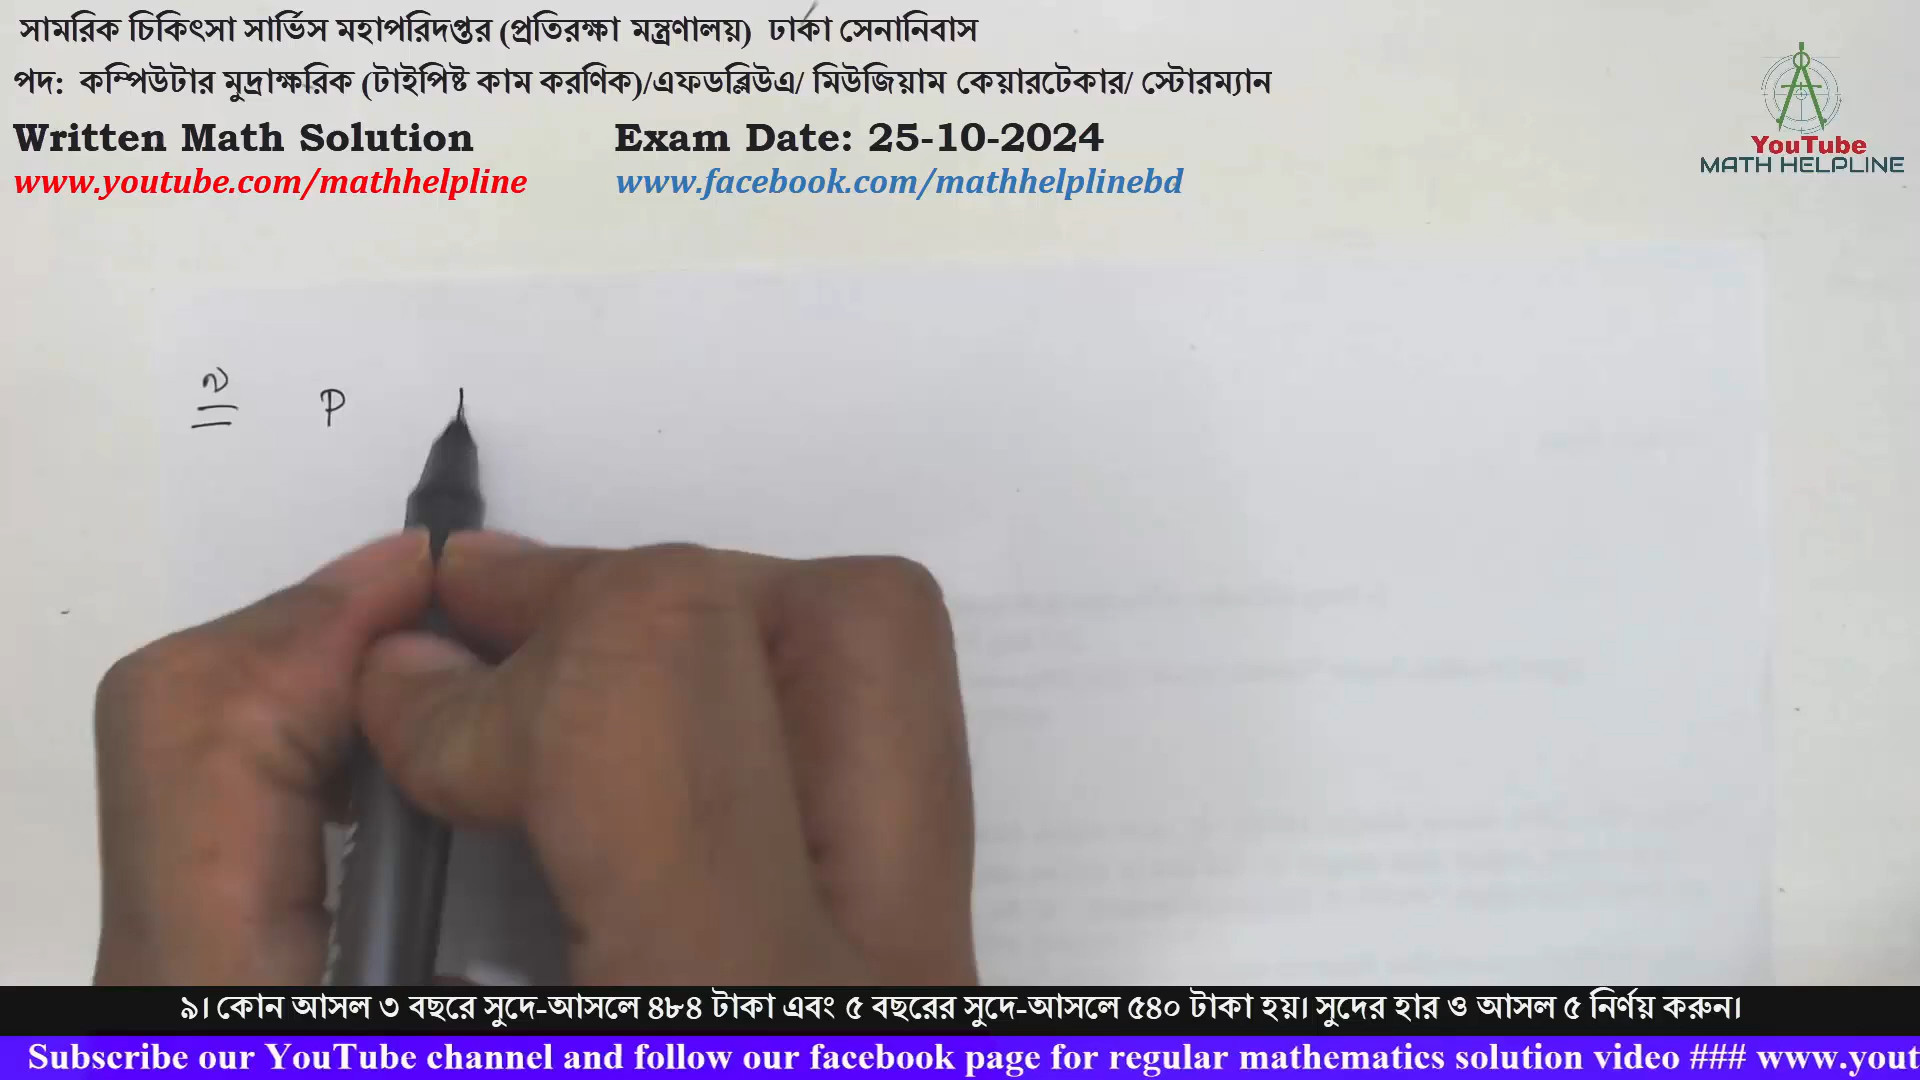 সামরিক চিকিৎসা সার্ভিস মহাপরিদপ্তর (প্রতিরক্ষা মন্ত্রণালয়) ঢাকা সেনানিবাস
পদ: কম্পিউটার মুদ্রাক্ষরিক (টাইপিষ্ট কাম করণিক)/এফডব্লিউএ/ মিউজিয়াম কেয়ারটেকার/ স্টোরম্যান
Written Math Solution Exam Date: 25-10-2024
www.youtube.com/mathhelpline www.facebook.com/mathhelplinebd
YouTube
MATH HELPLINE
৯ P
৯। কোন আসল ৩ বছরে সুদে-আসলে ৪৮৪ টাকা এবং ৫ বছরের সুদে-আসলে ৫৪০ টাকা হয়। সুদের হার ও আসল ৫ নির্ণয় করুন।
Subscribe our YouTube channel and follow our facebook page for regular mathematics solution video ### www.yout